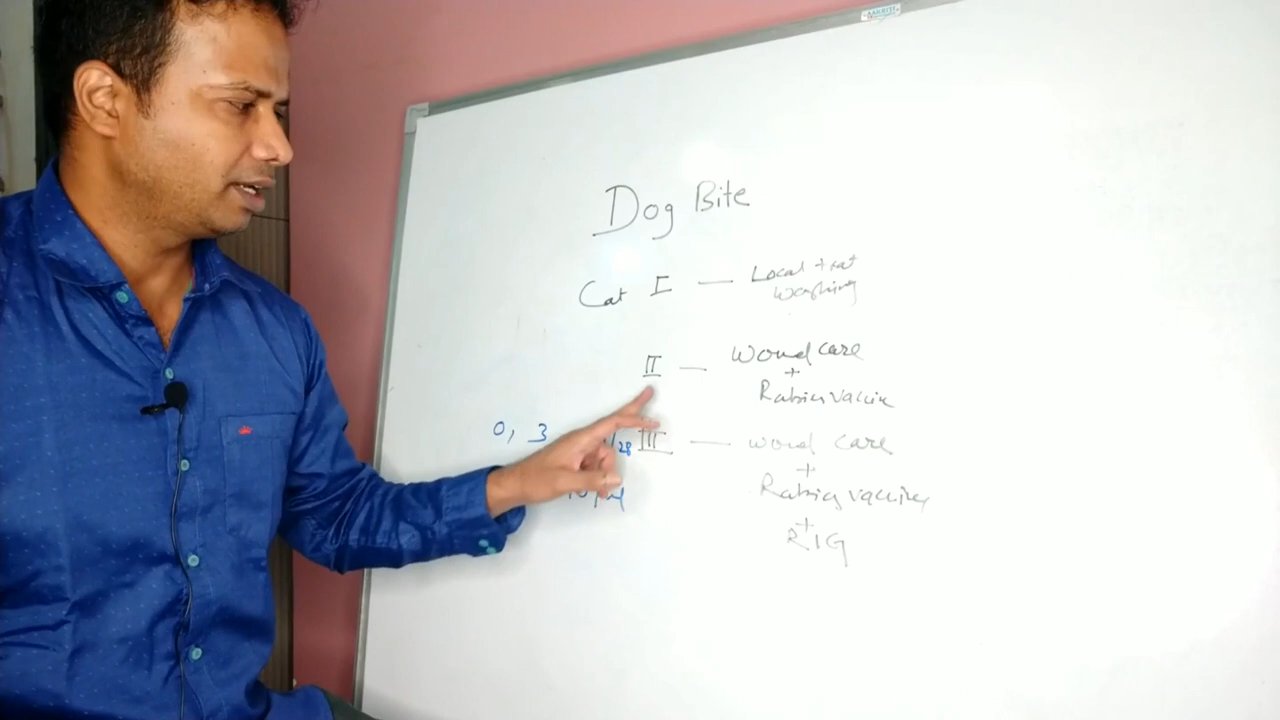 Dog Bite
Cat I — Local treat
washing
II — Wound care
+
Rabies vaccine
0, 3 /28 III — wound care
+
Rabies vaccine
+
RIG